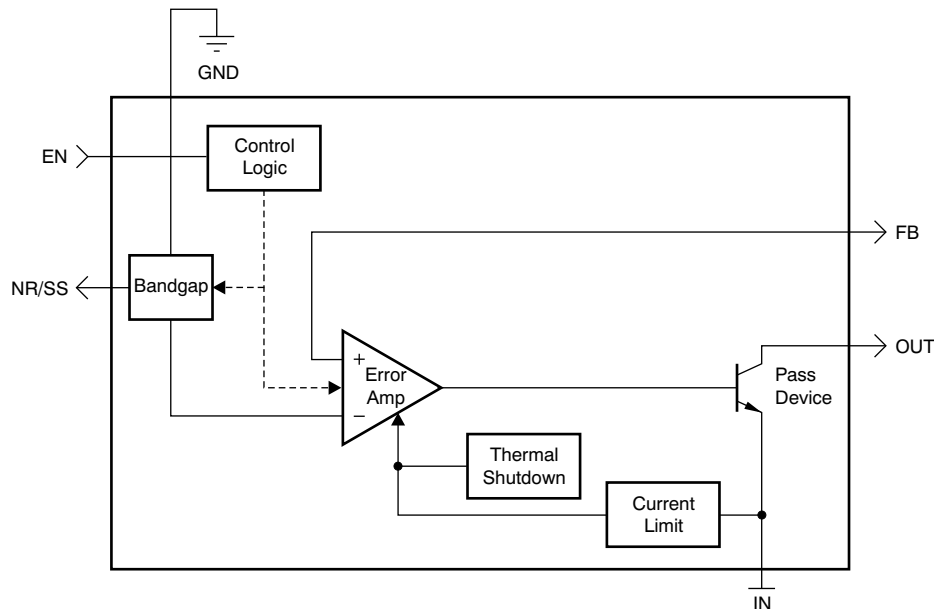 GND
EN
Control
Logic
FB
NR/SS
Bandgap
OUT
+
Error
Amp
−
Pass
Device
Thermal
Shutdown
Current
Limit
IN